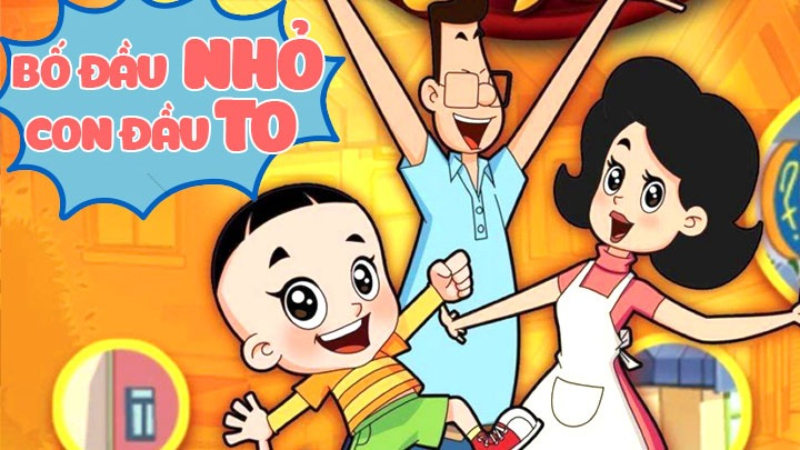 BỐ ĐẦU NHỎ
CON ĐẦU TO